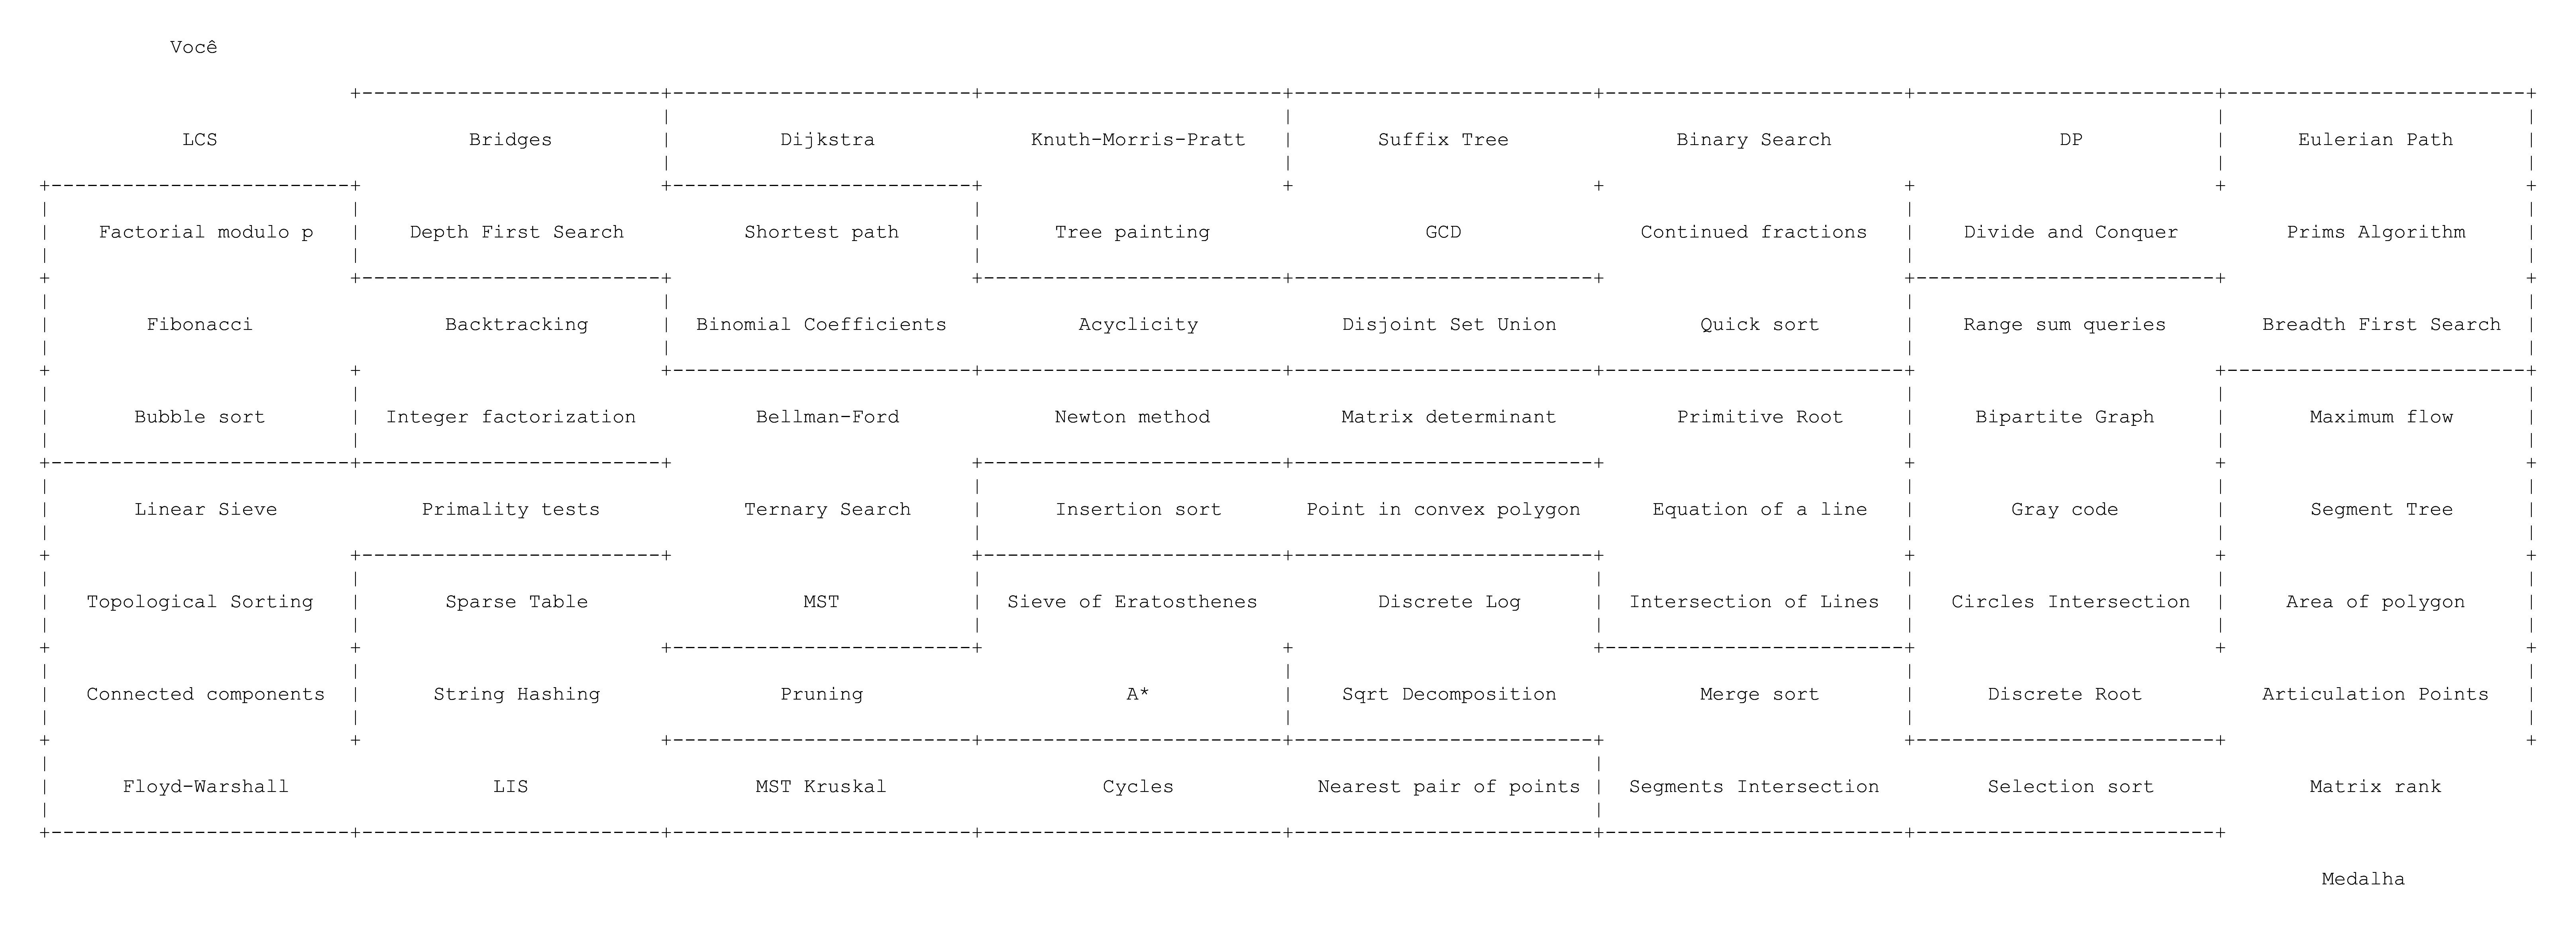 Você
LCS Bridges Dijkstra Knuth-Morris-Pratt Suffix Tree Binary Search DP Eulerian Path
Factorial modulo p Depth First Search Shortest path Tree painting GCD Continued fractions Divide and Conquer Prims Algorithm
Fibonacci Backtracking Binomial Coefficients Acyclicity Disjoint Set Union Quick sort Range sum queries Breadth First Search
Bubble sort Integer factorization Bellman-Ford Newton method Matrix determinant Primitive Root Bipartite Graph Maximum flow
Linear Sieve Primality tests Ternary Search Insertion sort Point in convex polygon Equation of a line Gray code Segment Tree
Topological Sorting Sparse Table MST Sieve of Eratosthenes Discrete Log Intersection of Lines Circles Intersection Area of polygon
Connected components String Hashing Pruning A* Sqrt Decomposition Merge sort Discrete Root Articulation Points
Floyd-Warshall LIS MST Kruskal Cycles Nearest pair of points Segments Intersection Selection sort Matrix rank
Medalha